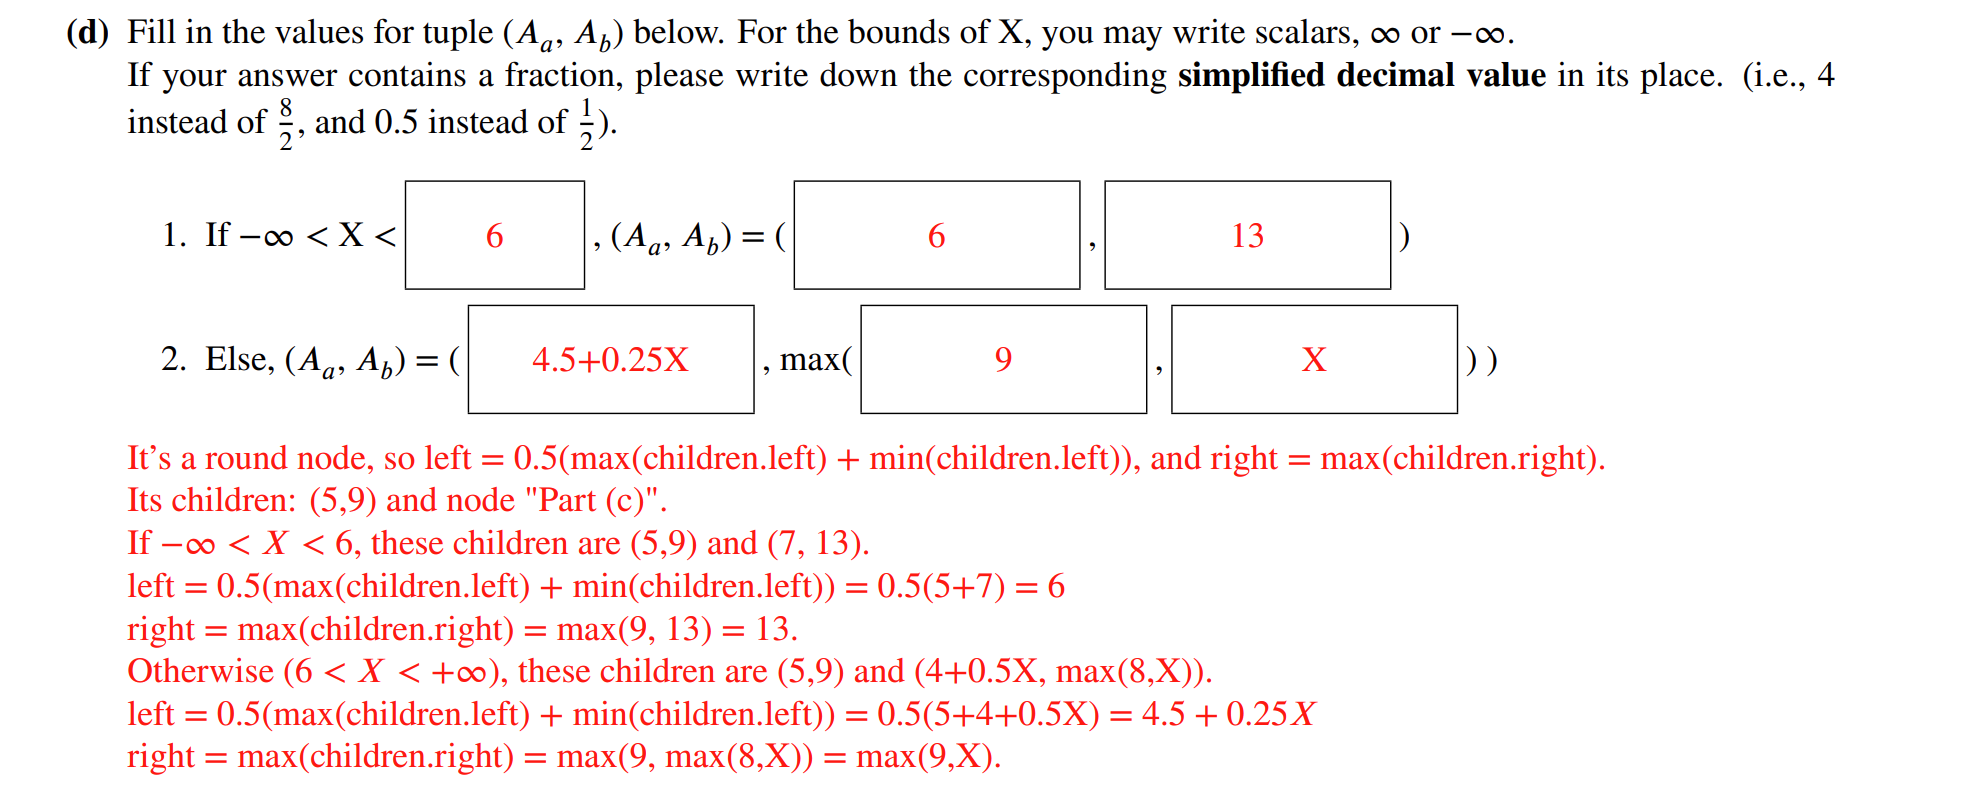 (d) Fill in the values for tuple (A_a, A_b) below. For the bounds of X, you may write scalars, ∞ or −∞.
If your answer contains a fraction, please write down the corresponding simplified decimal value in its place. (i.e., 4
instead of 8/2, and 0.5 instead of 1/2).
1. If −∞ < X < 6 , (A_a, A_b) = ( 6 , 13 )
2. Else, (A_a, A_b) = ( 4.5+0.25X , max( 9 , X ) )
It's a round node, so left = 0.5(max(children.left) + min(children.left)), and right = max(children.right).
Its children: (5,9) and node "Part (c)".
If −∞ < X < 6, these children are (5,9) and (7, 13).
left = 0.5(max(children.left) + min(children.left)) = 0.5(5+7) = 6
right = max(children.right) = max(9, 13) = 13.
Otherwise (6 < X < +∞), these children are (5,9) and (4+0.5X, max(8,X)).
left = 0.5(max(children.left) + min(children.left)) = 0.5(5+4+0.5X) = 4.5 + 0.25X
right = max(children.right) = max(9, max(8,X)) = max(9,X).